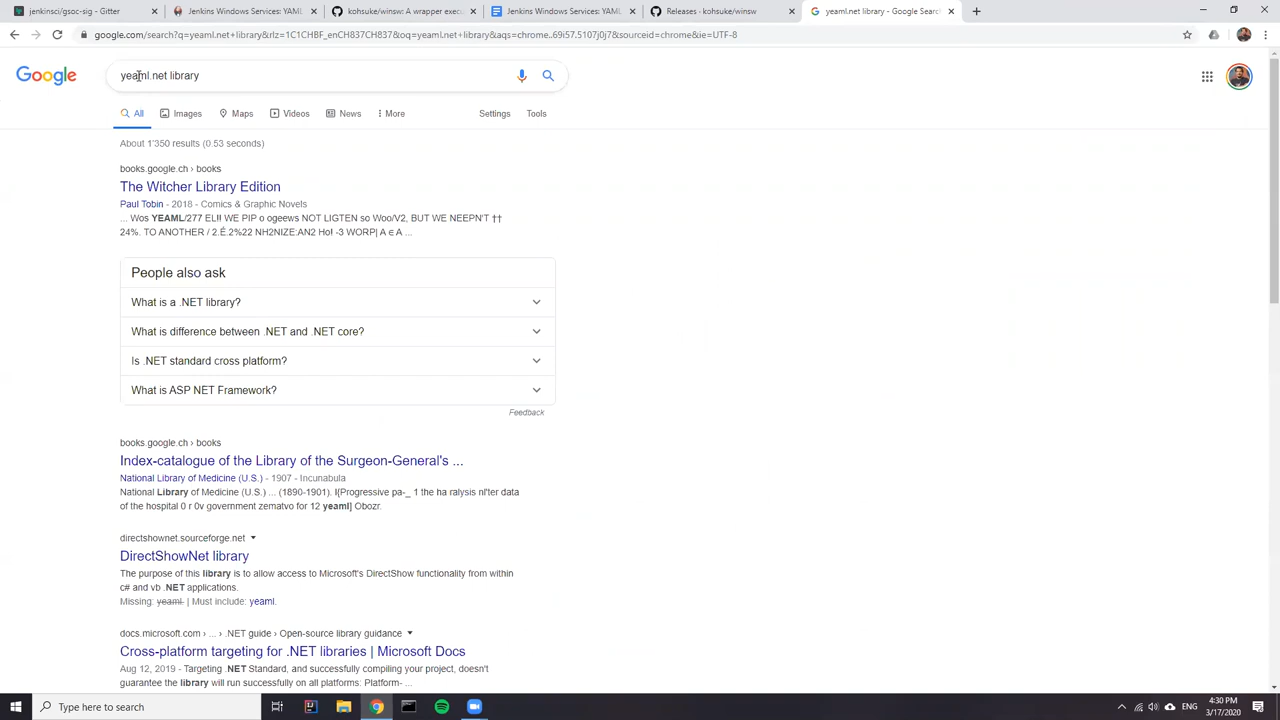 jenkinsci/gsoc-sig - Gitter
Jenkins Windows Services: YAML
kohsuke/winsw: A wrapper exec
Jenkins Windows Services: YAML
Releases · kohsuke/winsw
yeaml.net library - Google Search
google.com/search?q=yeaml.net+library&rlz=1C1CHBF_enCH837CH837&oq=yeaml.net+library&aqs=chrome..69i57.5107j0j7&sourceid=chrome&ie=UTF-8
Google
yeaml.net library
All
Images
Maps
Videos
News
More
Settings
Tools
About 1'350 results (0.53 seconds)
books.google.ch › books
The Witcher Library Edition
Paul Tobin - 2018 - Comics & Graphic Novels
... Wos YEAML/277 EL!! WE PIP o ogeews NOT LIGTEN so Woo/V2, BUT WE NEEPN'T ††
24%. TO ANOTHER / 2.É.2%22 NH2NIZE:AN2 Ho! -3 WORP| A ∈ A ...
People also ask
What is a .NET library?
What is difference between .NET and .NET core?
Is .NET standard cross platform?
What is ASP NET Framework?
Feedback
books.google.ch › books
Index-catalogue of the Library of the Surgeon-General's ...
National Library of Medicine (U.S.) - 1907 - Incunabula
National Library of Medicine (U.S.) ... (1890-1901). I[Progressive pa-_ 1 the ha ralysis nl'ter data
of the hospital 0 r 0v government zematvo for 12 yeaml] Obozr.
directshownet.sourceforge.net
DirectShowNet library
The purpose of this library is to allow access to Microsoft's DirectShow functionality from within
c# and vb .NET applications.
Missing: yeaml. | Must include: yeaml.
docs.microsoft.com › ... › .NET guide › Open-source library guidance
Cross-platform targeting for .NET libraries | Microsoft Docs
Aug 12, 2019 - Targeting .NET Standard, and successfully compiling your project, doesn't
guarantee the library will run successfully on all platforms: Platform- ...
Type here to search
ENG
4:30 PM
3/17/2020